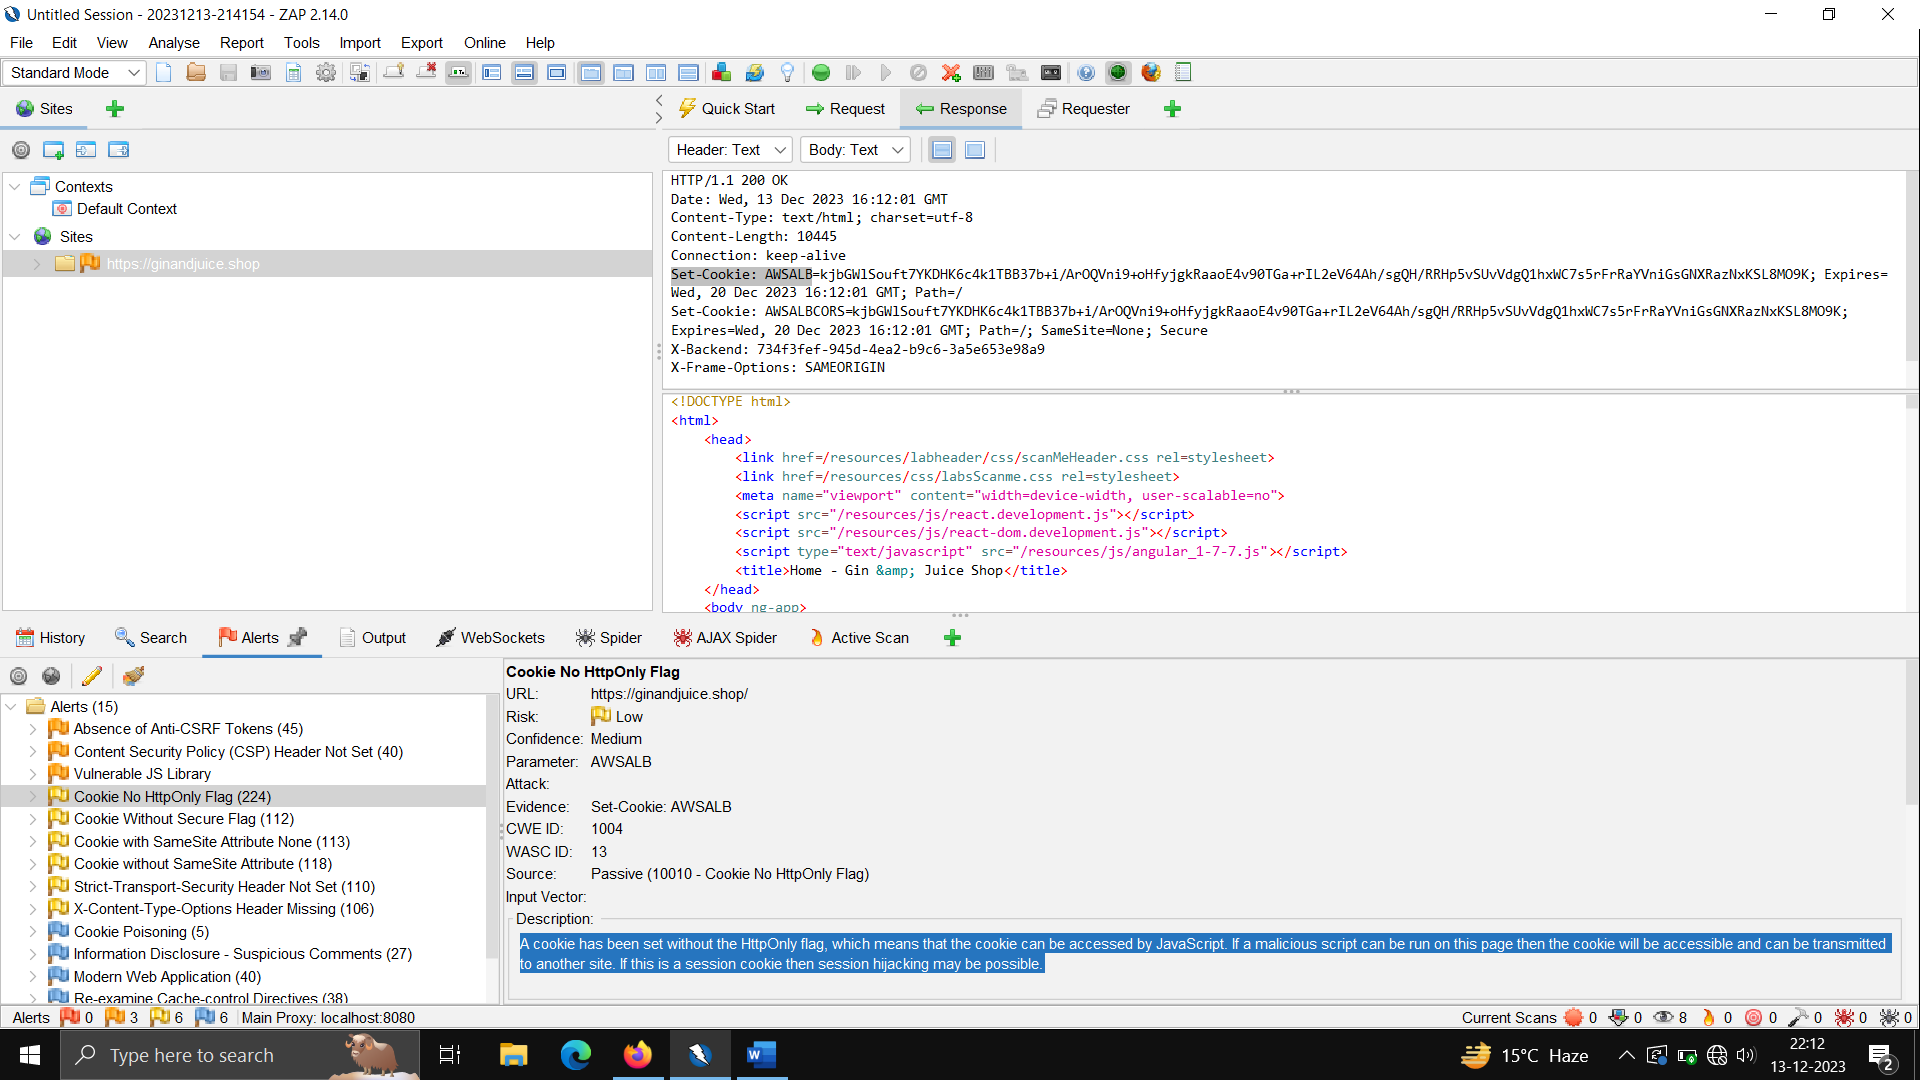 Untitled Session - 20231213-214154 - ZAP 2.14.0
File Edit View Analyse Report Tools Import Export Online Help
Standard Mode
Sites
Quick Start Request Response Requester
Header: Text Body: Text
Contexts
Default Context
Sites
https://ginandjuice.shop
HTTP/1.1 200 OK
Date: Wed, 13 Dec 2023 16:12:01 GMT
Content-Type: text/html; charset=utf-8
Content-Length: 10445
Connection: keep-alive
Set-Cookie: AWSALB=kjbGWlSouft7YKDHK6c4k1TBB37b+i/ArOQVni9+oHfyjgkRaaoE4v90TGa+rIL2eV64Ah/sgQH/RRHp5vSUvVdgQ1hxWC7s5rFrRaYVniGsGNXRazNxKSL8MO9K; Expires=
Wed, 20 Dec 2023 16:12:01 GMT; Path=/
Set-Cookie: AWSALBCORS=kjbGWlSouft7YKDHK6c4k1TBB37b+i/ArOQVni9+oHfyjgkRaaoE4v90TGa+rIL2eV64Ah/sgQH/RRHp5vSUvVdgQ1hxWC7s5rFrRaYVniGsGNXRazNxKSL8MO9K;
Expires=Wed, 20 Dec 2023 16:12:01 GMT; Path=/; SameSite=None; Secure
X-Backend: 734f3fef-945d-4ea2-b9c6-3a5e653e98a9
X-Frame-Options: SAMEORIGIN
<!DOCTYPE html>
<html>
<head>
<link href=/resources/labheader/css/scanMeHeader.css rel=stylesheet>
<link href=/resources/css/labsScanme.css rel=stylesheet>
<meta name="viewport" content="width=device-width, user-scalable=no">
<script src="/resources/js/react.development.js"></script>
<script src="/resources/js/react-dom.development.js"></script>
<script type="text/javascript" src="/resources/js/angular_1-7-7.js"></script>
<title>Home - Gin &amp; Juice Shop</title>
</head>
<body ng-app>
History Search Alerts Output WebSockets Spider AJAX Spider Active Scan
Alerts (15)
Absence of Anti-CSRF Tokens (45)
Content Security Policy (CSP) Header Not Set (40)
Vulnerable JS Library
Cookie No HttpOnly Flag (224)
Cookie Without Secure Flag (112)
Cookie with SameSite Attribute None (113)
Cookie without SameSite Attribute (118)
Strict-Transport-Security Header Not Set (110)
X-Content-Type-Options Header Missing (106)
Cookie Poisoning (5)
Information Disclosure - Suspicious Comments (27)
Modern Web Application (40)
Re-examine Cache-control Directives (38)
Cookie No HttpOnly Flag
URL: https://ginandjuice.shop/
Risk: Low
Confidence: Medium
Parameter: AWSALB
Attack:
Evidence: Set-Cookie: AWSALB
CWE ID: 1004
WASC ID: 13
Source: Passive (10010 - Cookie No HttpOnly Flag)
Input Vector:
Description:
A cookie has been set without the HttpOnly flag, which means that the cookie can be accessed by JavaScript. If a malicious script can be run on this page then the cookie will be accessible and can be transmitted
to another site. If this is a session cookie then session hijacking may be possible.
Alerts 0 3 6 6 Main Proxy: localhost:8080
Current Scans 0 0 8 0 0 0 0 0
Type here to search
15°C Haze
22:12
13-12-2023
2